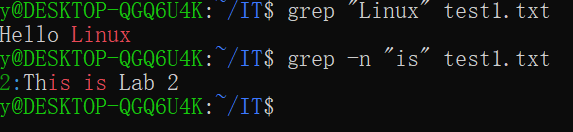 y@DESKTOP-QGQ6U4K:~/IT$ grep "Linux" test1.txt
Hello Linux
y@DESKTOP-QGQ6U4K:~/IT$ grep -n "is" test1.txt
2:This is Lab 2
y@DESKTOP-QGQ6U4K:~/IT$